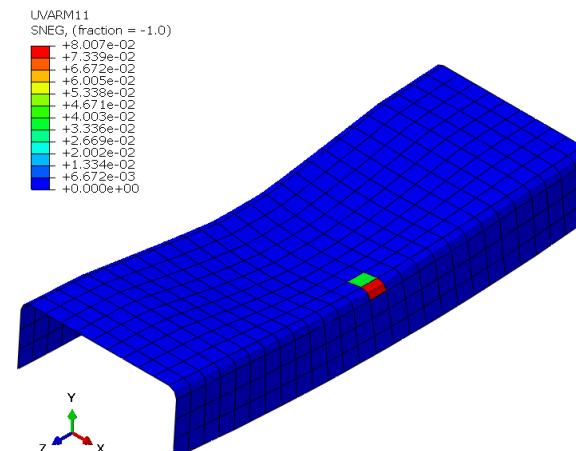 UVARM11
SNEG, (fraction = -1.0)
+8.007e-02
+7.339e-02
+6.672e-02
+6.005e-02
+5.338e-02
+4.671e-02
+4.003e-02
+3.336e-02
+2.669e-02
+2.002e-02
+1.334e-02
+6.672e-03
+0.000e+00
Y
Z
X